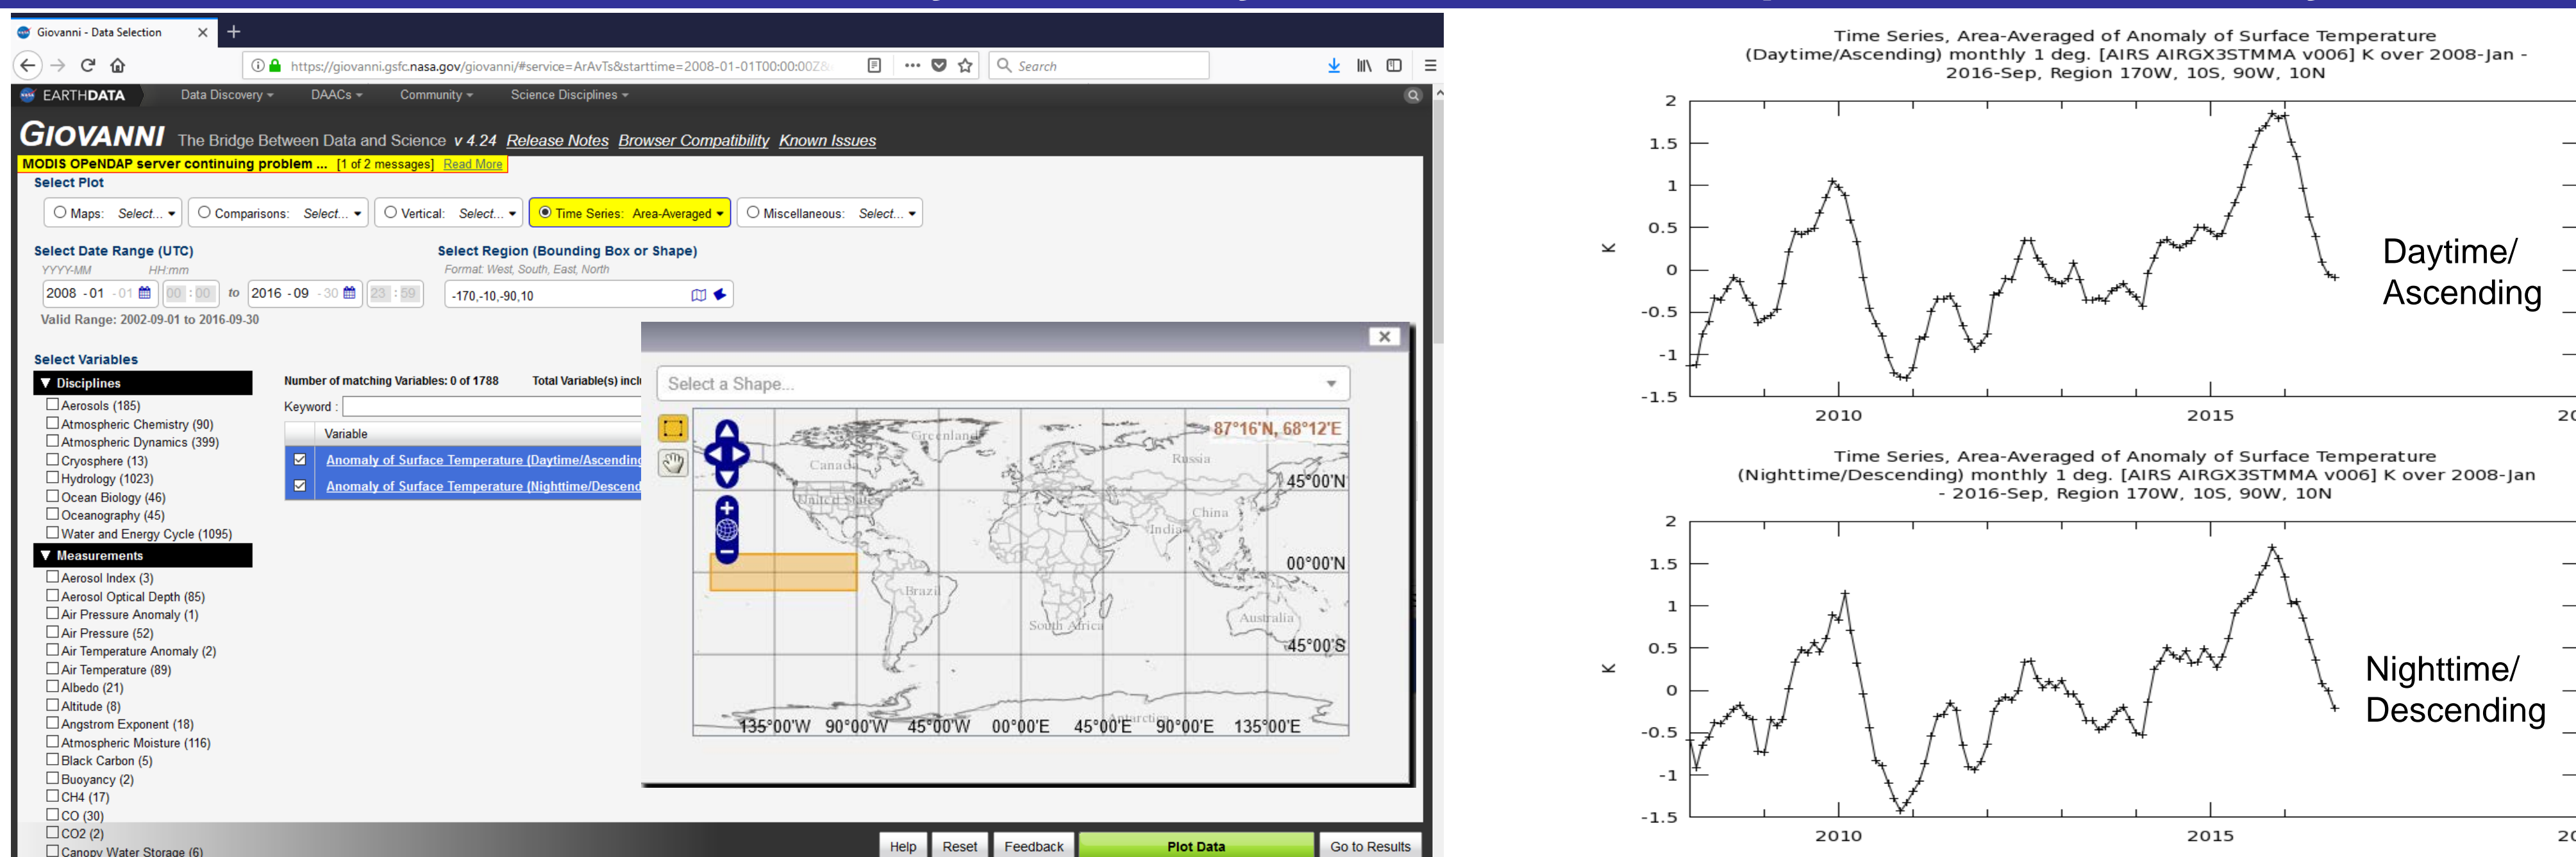 Giovanni - Data Selection
https://giovanni.gsfc.nasa.gov/giovanni/#service=ArAvTs&starttime=2008-01-01T00:00:00Z&
Search
EARTHDATA Data Discovery DAACs Community Science Disciplines
GIOVANNI The Bridge Between Data and Science v 4.24 Release Notes Browser Compatibility Known Issues
MODIS OPeNDAP server continuing problem ... [1 of 2 messages] Read More
Select Plot
Maps: Select... Comparisons: Select... Vertical: Select... Time Series: Area-Averaged Miscellaneous: Select...
Select Date Range (UTC) Select Region (Bounding Box or Shape)
YYYY-MM HH:mm Format: West, South, East, North
2008 - 01 - 01 00 : 00 to 2016 - 09 - 30 23 : 59 -170,-10,-90,10
Valid Range: 2002-09-01 to 2016-09-30
Select Variables
Disciplines
Aerosols (185)
Atmospheric Chemistry (90)
Atmospheric Dynamics (399)
Cryosphere (13)
Hydrology (1023)
Ocean Biology (46)
Oceanography (45)
Water and Energy Cycle (1095)
Measurements
Aerosol Index (3)
Aerosol Optical Depth (85)
Air Pressure Anomaly (1)
Air Pressure (52)
Air Temperature Anomaly (2)
Air Temperature (89)
Albedo (21)
Altitude (8)
Angstrom Exponent (18)
Atmospheric Moisture (116)
Black Carbon (5)
Buoyancy (2)
CH4 (17)
CO (30)
CO2 (2)
Canopy Water Storage (6)
Number of matching Variables: 0 of 1788 Total Variable(s) incl
Keyword :
Variable
Anomaly of Surface Temperature (Daytime/Ascending
Anomaly of Surface Temperature (Nighttime/Descend
Select a Shape...
87°16'N, 68°12'E
Greenland
Canada
Russia
45°00'N
United States
China
India
00°00'N
Brazil
South Africa
Australia
45°00'S
Antarctica
135°00'W 90°00'W 45°00'W 00°00'E 45°00'E 90°00'E 135°00'E
Help Reset Feedback Plot Data Go to Results
Time Series, Area-Averaged of Anomaly of Surface Temperature
(Daytime/Ascending) monthly 1 deg. [AIRS AIRGX3STMMA v006] K over 2008-Jan -
2016-Sep, Region 170W, 10S, 90W, 10N
2
1.5
1
0.5
0
-0.5
-1
-1.5
K
2010 2015
Daytime/
Ascending
Time Series, Area-Averaged of Anomaly of Surface Temperature
(Nighttime/Descending) monthly 1 deg. [AIRS AIRGX3STMMA v006] K over 2008-Jan
- 2016-Sep, Region 170W, 10S, 90W, 10N
2
1.5
1
0.5
0
-0.5
-1
-1.5
K
2010 2015
Nighttime/
Descending